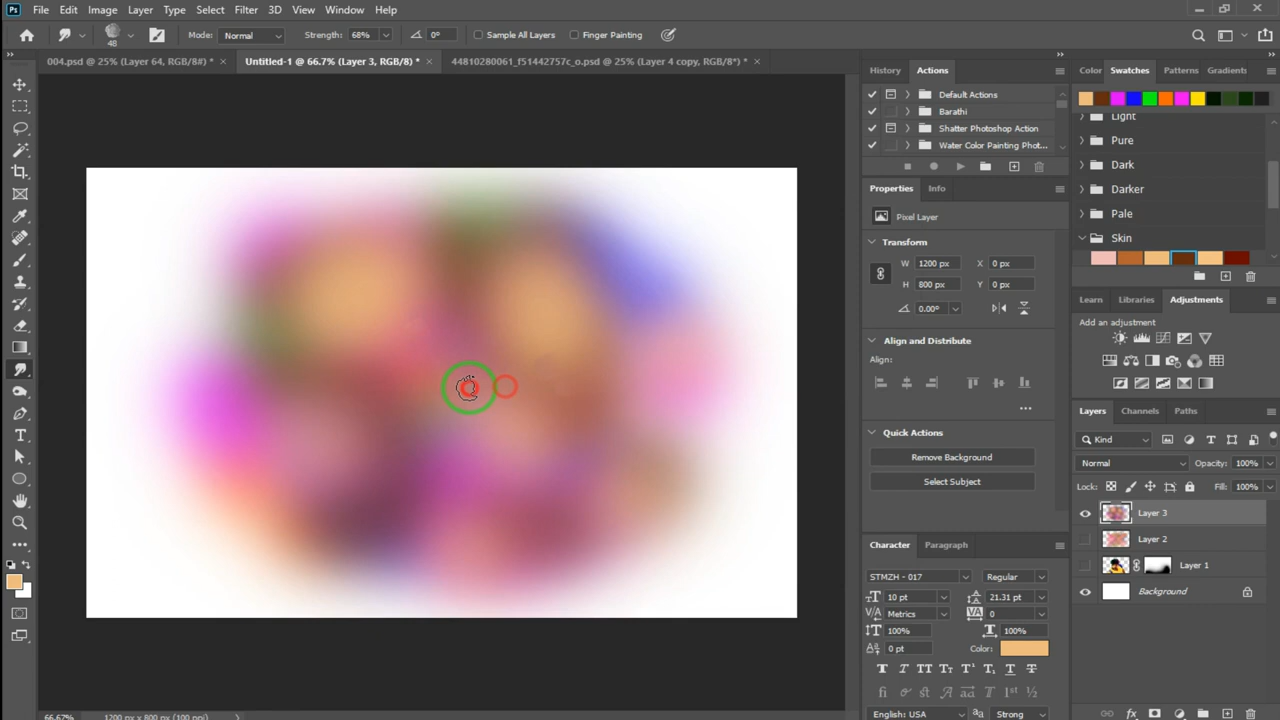 Ps File Edit Image Layer Type Select Filter 3D View Window Help
48 Mode: Normal Strength: 68% 0° Sample All Layers Finger Painting
004.psd @ 25% (Layer 64, RGB/8#) * × Untitled-1 @ 66.7% (Layer 3, RGB/8) * × 44810280061_f51442757c_o.psd @ 25% (Layer 4 copy, RGB/8*) * ×
History Actions
Default Actions
Barathi
Shatter Photoshop Action
Water Color Painting Phot...
Properties Info
Pixel Layer
Transform
W 1200 px X 0 px
H 800 px Y 0 px
0.00°
Align and Distribute
Align:
Quick Actions
Remove Background
Select Subject
Character Paragraph
STMZH - 017 Regular
10 pt 21.31 pt
Metrics 0
100% 100%
0 pt Color:
English: USA Strong
Color Swatches Patterns Gradients
Light
Pure
Dark
Darker
Pale
Skin
Learn Libraries Adjustments
Add an adjustment
Layers Channels Paths
Kind
Normal Opacity: 100%
Lock: Fill: 100%
Layer 3
Layer 2
Layer 1
Background
66.67% 1200 px x 800 px (100 ppi)